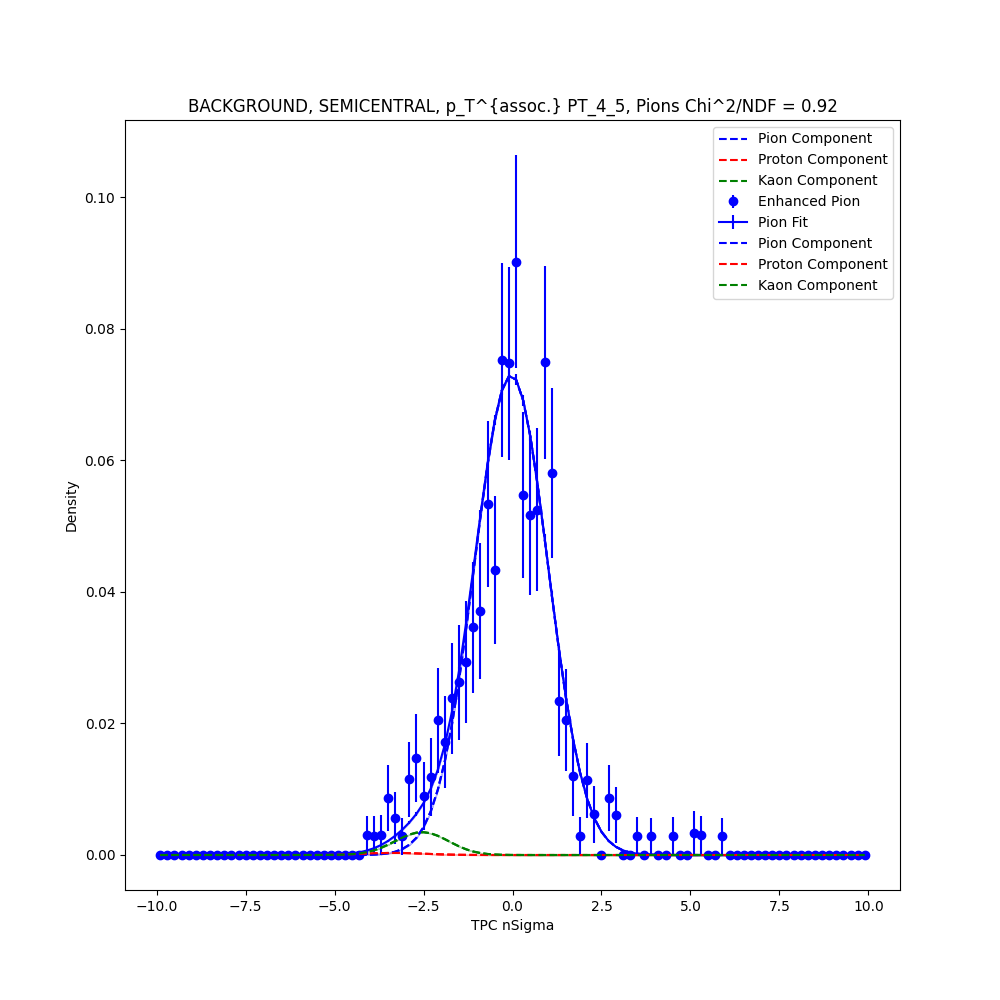 BACKGROUND, SEMICENTRAL, p_T^{assoc.} PT_4_5, Pions Chi^2/NDF = 0.92
Pion Component
Proton Component
Kaon Component
Enhanced Pion
Pion Fit
Pion Component
Proton Component
Kaon Component
0.10
0.08
0.06
0.04
0.02
0.00
Density
−10.0 −7.5 −5.0 −2.5 0.0 2.5 5.0 7.5 10.0
TPC nSigma